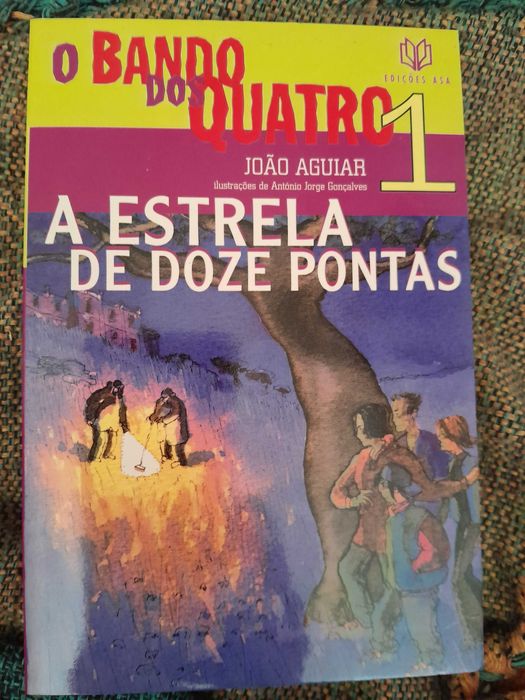 O BANDO
DOS
QUATRO
EDIÇÕES ASA
1
JOÃO AGUIAR
ilustrações de António Jorge Gonçalves
A ESTRELA
DE DOZE PONTAS